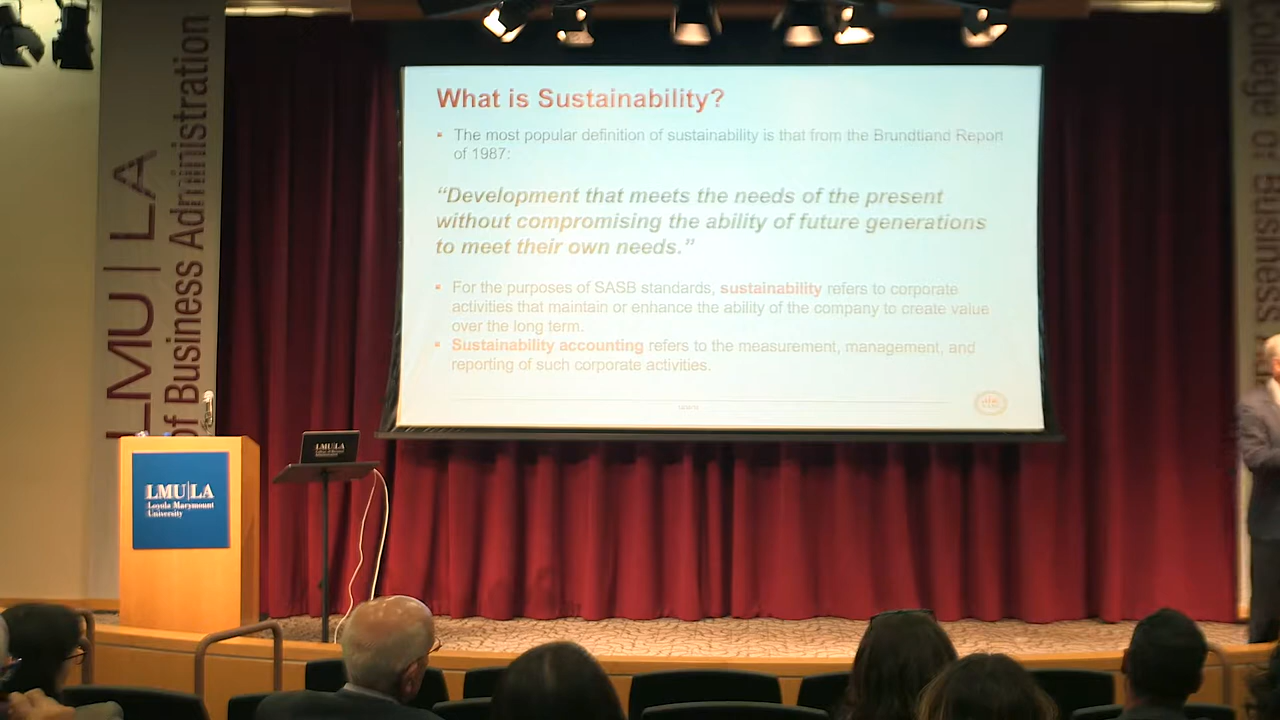 What is Sustainability?
The most popular definition of sustainability is that from the Brundtland Report
of 1987:
“Development that meets the needs of the present
without compromising the ability of future generations
to meet their own needs.”
For the purposes of SASB standards, sustainability refers to corporate
activities that maintain or enhance the ability of the company to create value
over the long term.
Sustainability accounting refers to the measurement, management, and
reporting of such corporate activities.
LMU | LA
of Business Administration
College of Business
LMU|LA
LMU|LA
Loyola Marymount
University